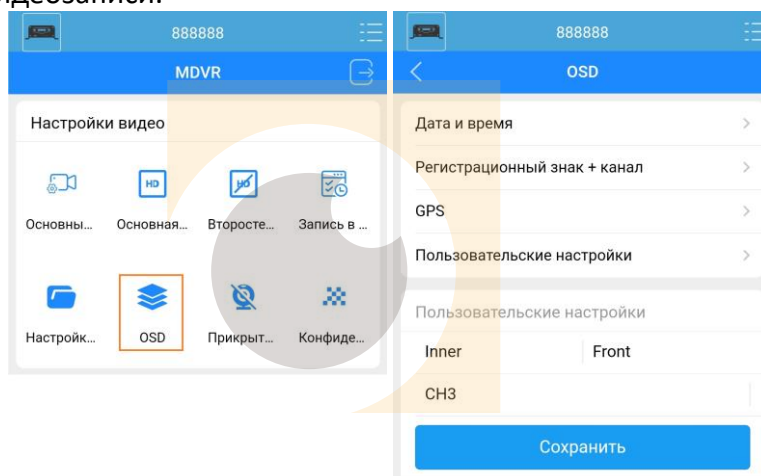 888888
MDVR
Настройки видео
Основны... Основная... Второсте... Запись в ...
Настройк... OSD Прикрыт... Конфиде...
888888
OSD
Дата и время
Регистрационный знак + канал
GPS
Пользовательские настройки
Пользовательские настройки
Inner Front
CH3
Сохранить